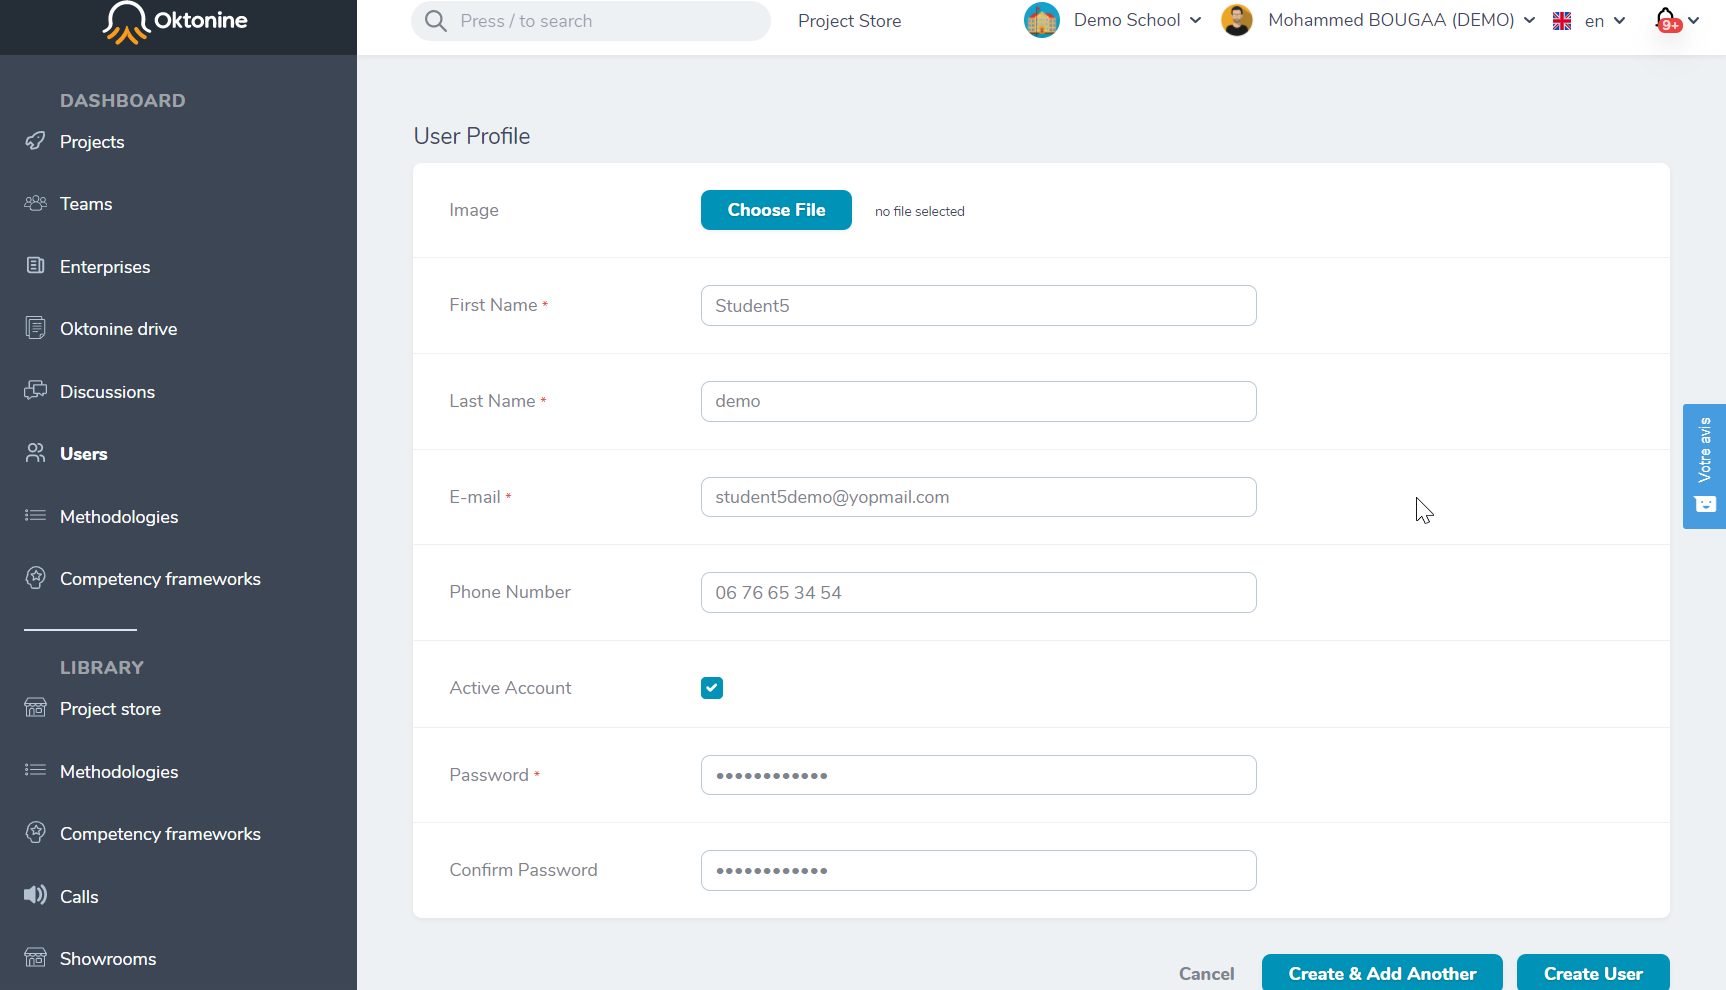 Oktonine
Press / to search
Project Store
Demo School
Mohammed BOUGAA (DEMO)
en
9+
DASHBOARD
Projects
Teams
Enterprises
Oktonine drive
Discussions
Users
Methodologies
Competency frameworks
LIBRARY
Project store
Methodologies
Competency frameworks
Calls
Showrooms
User Profile
Image
Choose File
no file selected
First Name *
Student5
Last Name *
demo
E-mail *
student5demo@yopmail.com
Phone Number
06 76 65 34 54
Active Account
Password *
••••••••••••
Confirm Password
••••••••••••
Cancel
Create & Add Another
Create User
Votre avis